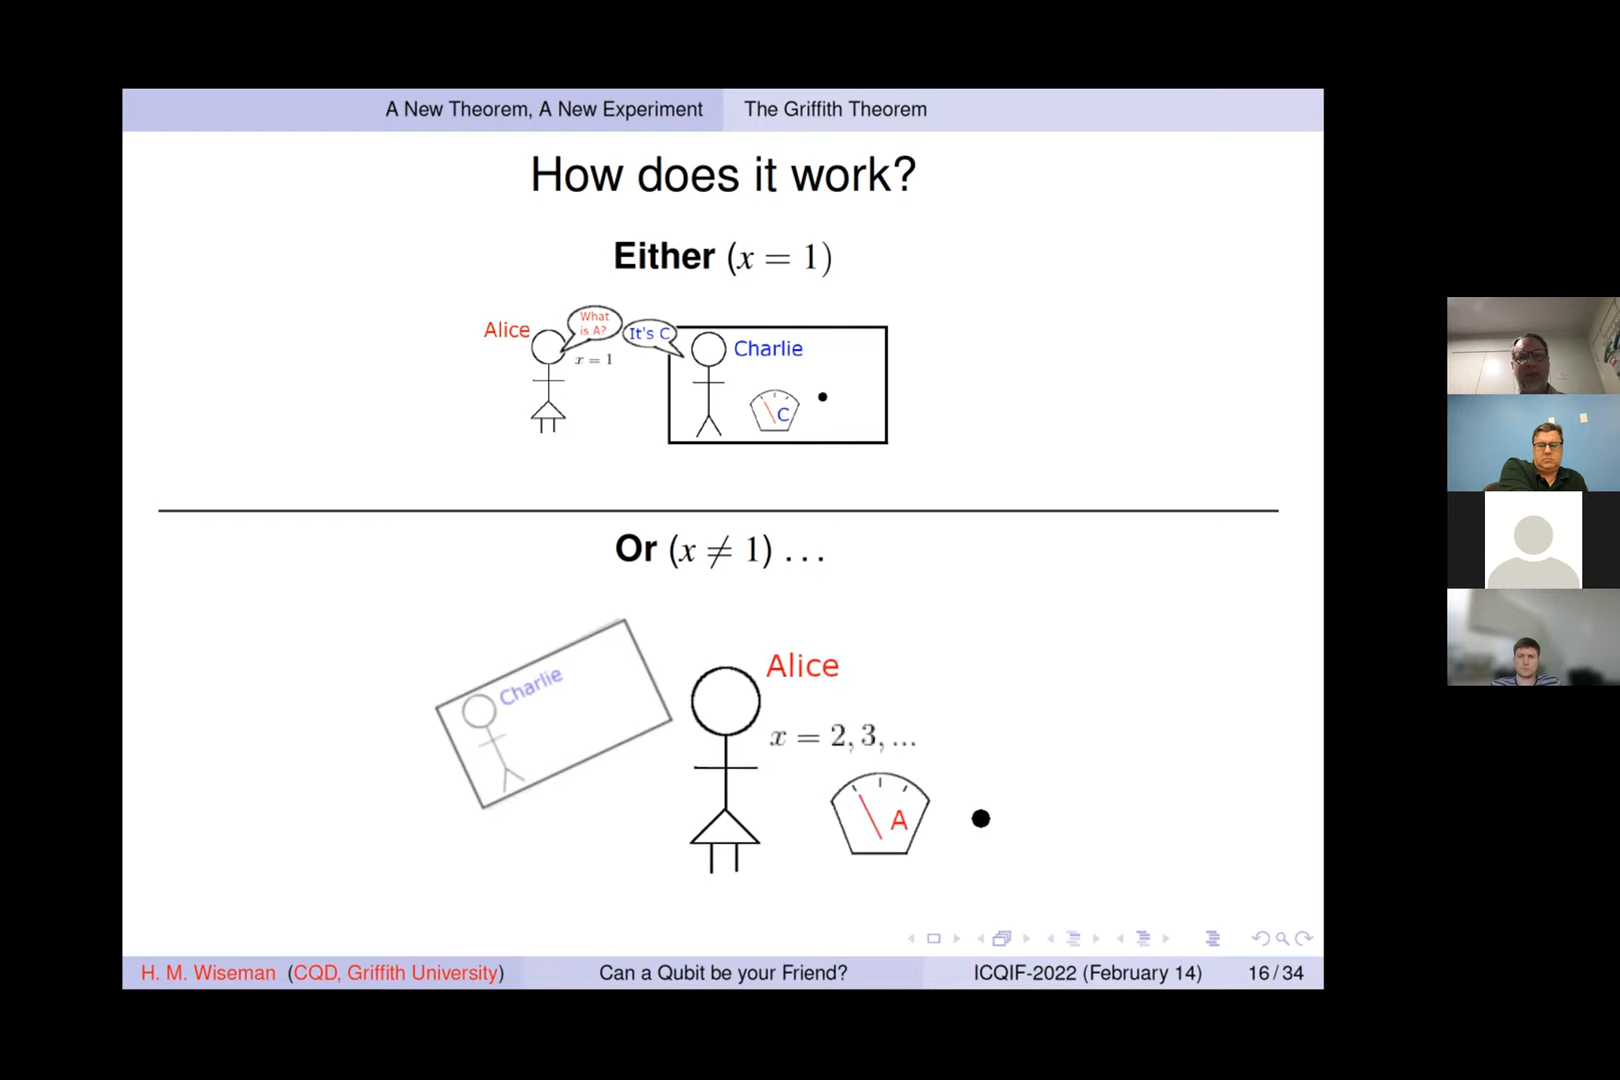 A New Theorem, A New Experiment The Griffith Theorem
How does it work?
Either (x = 1)
Alice
What
is A?
It's C
x = 1
Charlie
C
Or (x ≠ 1) . . .
Charlie
Alice
x = 2, 3, ...
A
H. M. Wiseman (CQD, Griffith University) Can a Qubit be your Friend? ICQIF-2022 (February 14) 16 / 34